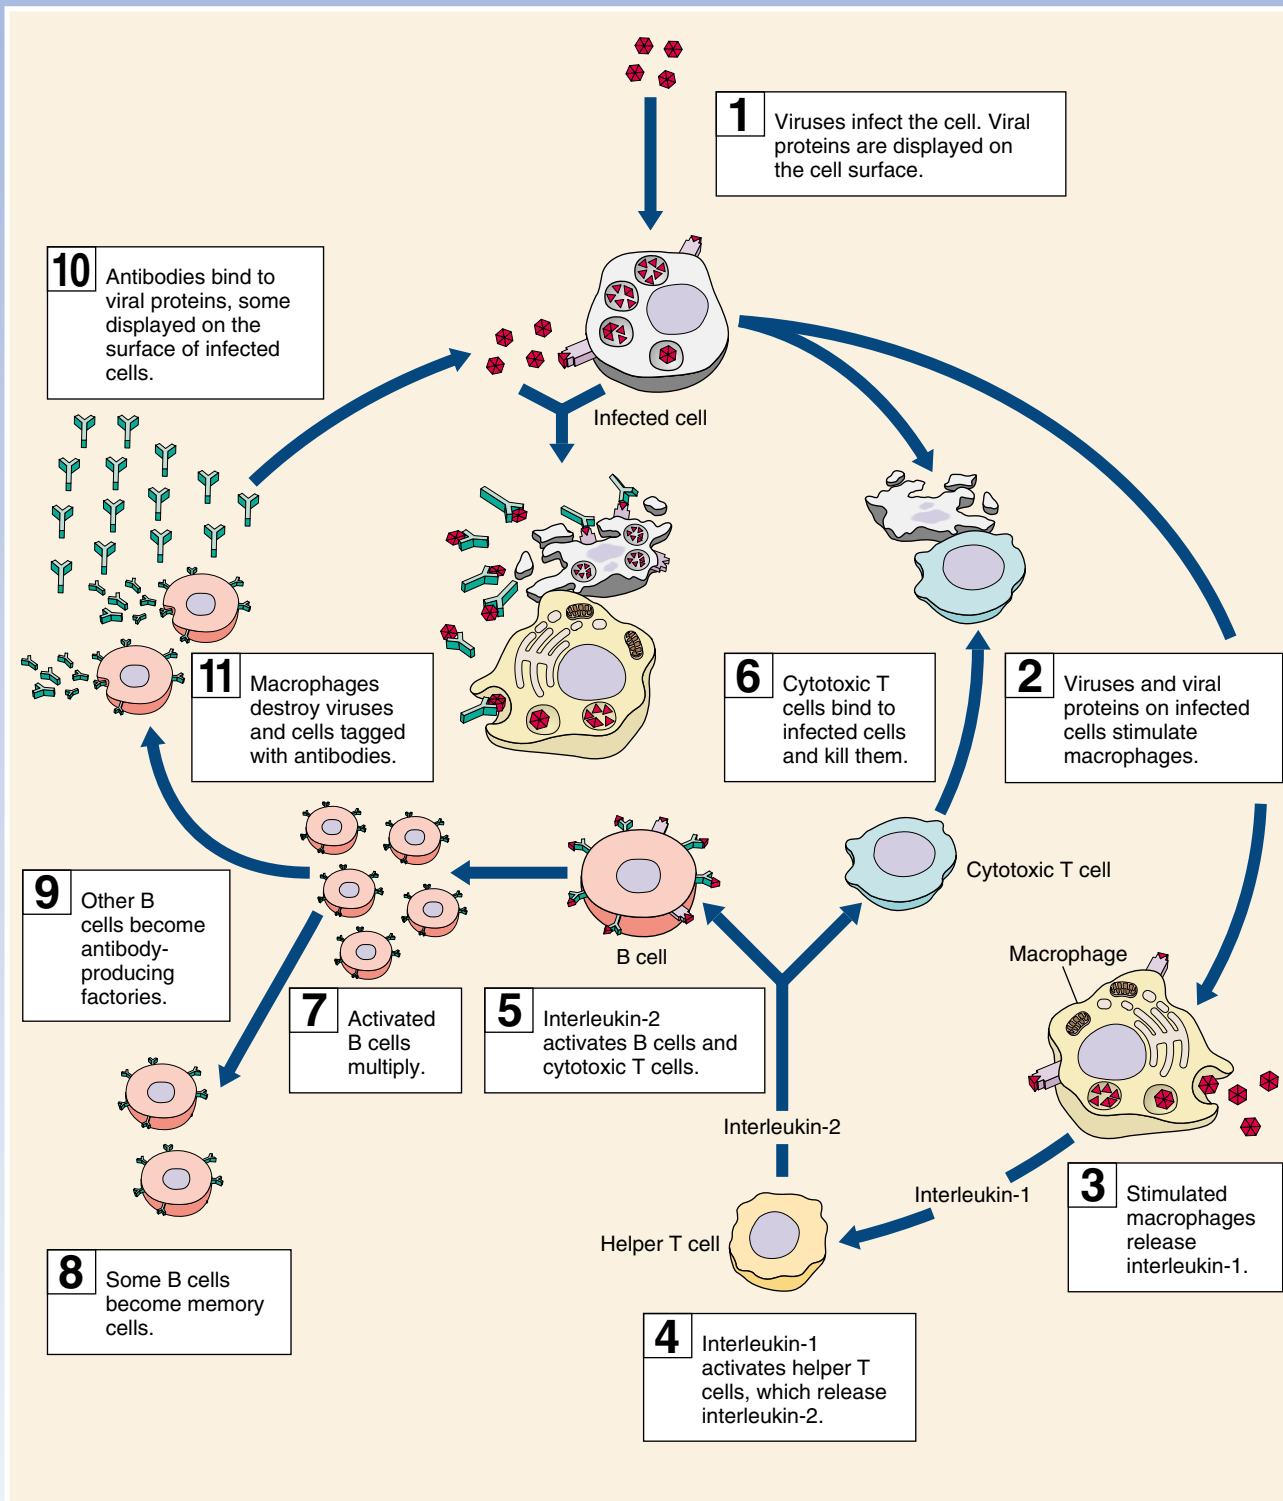 1
Viruses infect the cell. Viral
proteins are displayed on
the cell surface.
10
Antibodies bind to
viral proteins, some
displayed on the
surface of infected
cells.
Infected cell
11
Macrophages
destroy viruses
and cells tagged
with antibodies.
6
Cytotoxic T
cells bind to
infected cells
and kill them.
2
Viruses and viral
proteins on infected
cells stimulate
macrophages.
9
Other B
cells become
antibody-
producing
factories.
Cytotoxic T cell
B cell
Macrophage
7
Activated
B cells
multiply.
5
Interleukin-2
activates B cells and
cytotoxic T cells.
Interleukin-2
Interleukin-1
3
Stimulated
macrophages
release
interleukin-1.
Helper T cell
8
Some B cells
become memory
cells.
4
Interleukin-1
activates helper T
cells, which release
interleukin-2.